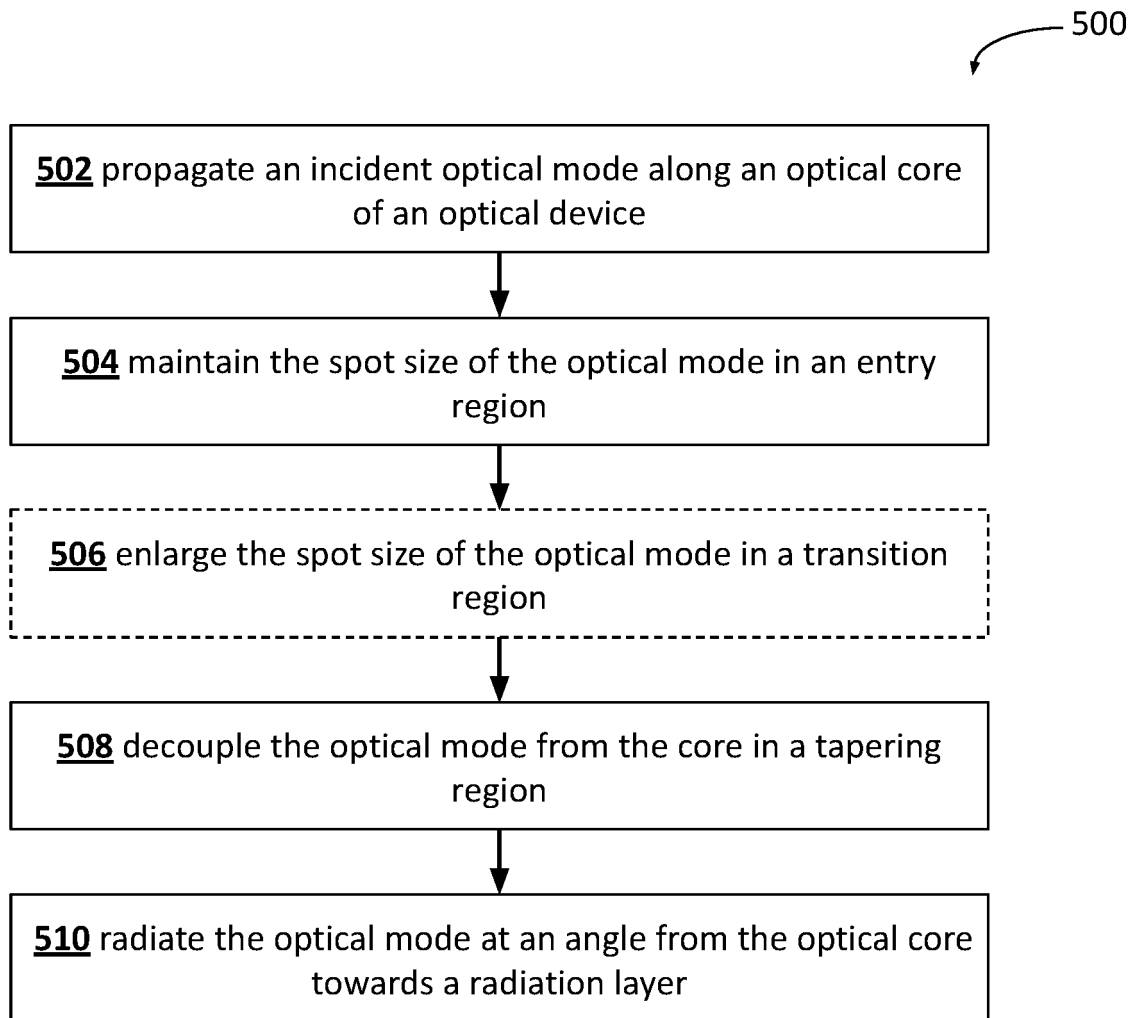 500
502 propagate an incident optical mode along an optical core
of an optical device
504 maintain the spot size of the optical mode in an entry
region
506 enlarge the spot size of the optical mode in a transition
region
508 decouple the optical mode from the core in a tapering
region
510 radiate the optical mode at an angle from the optical core
towards a radiation layer